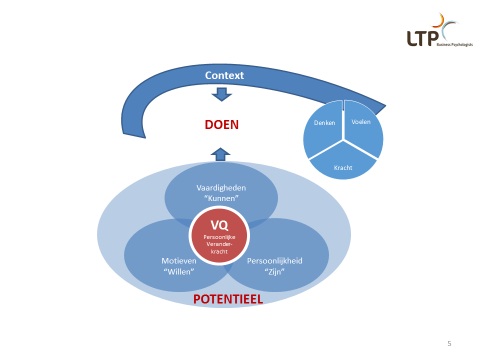 LTP
Business Psychologists
Context
DOEN
Denken
Voelen
Kracht
Vaardigheden
“Kunnen”
VQ
Persoonlijke
Verander-
kracht
Motieven
“Willen”
Persoonlijkheid
“Zijn”
POTENTIEEL
5